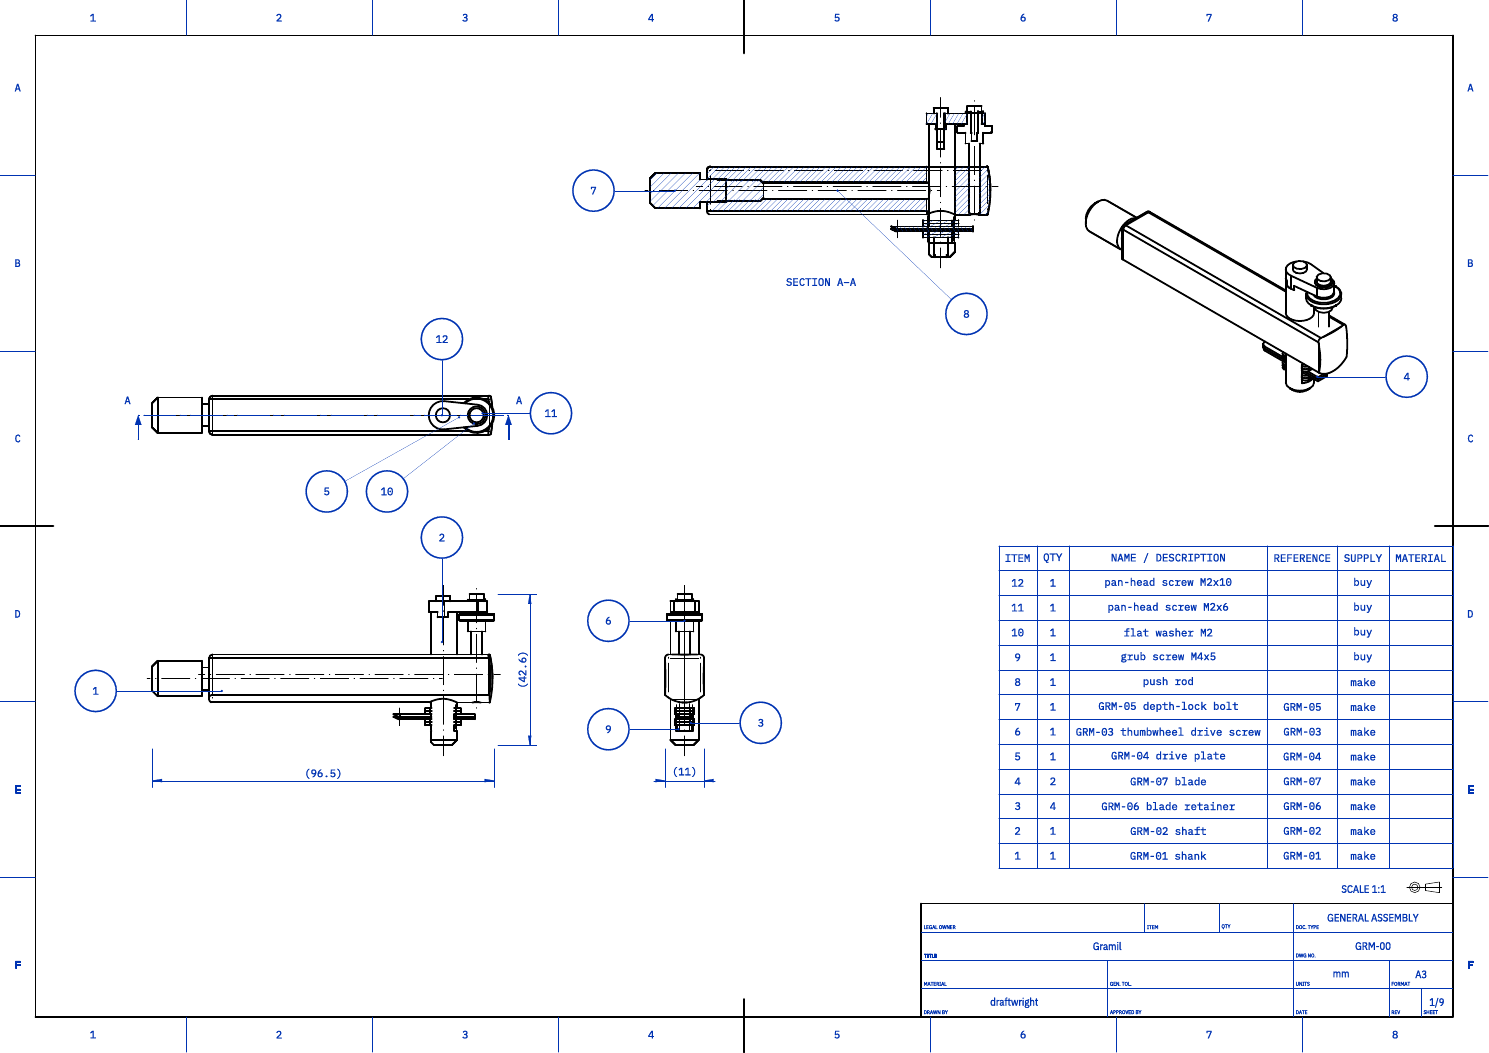 1 2 3 4 5 6 7 8
A A
7
B B
SECTION A-A
8
12
4
A A
11
C C
5 10
2
ITEM QTY NAME / DESCRIPTION REFERENCE SUPPLY MATERIAL
12 1 pan-head screw M2x10 buy
11 1 pan-head screw M2x6 buy
10 1 flat washer M2 buy
9 1 grub screw M4x5 buy
8 1 push rod make
7 1 GRM-05 depth-lock bolt GRM-05 make
6 1 GRM-03 thumbwheel drive screw GRM-03 make
5 1 GRM-04 drive plate GRM-04 make
4 2 GRM-07 blade GRM-07 make
3 4 GRM-06 blade retainer GRM-06 make
2 1 GRM-02 shaft GRM-02 make
1 1 GRM-01 shank GRM-01 make
D D
6
(42.6)
1
9 3
(96.5) (11)
E E
SCALE 1:1
LEGAL OWNER ITEM QTY DOC. TYPE GENERAL ASSEMBLY
TITLE Gramil DWG NO. GRM-00
MATERIAL GEN. TOL. UNITS mm FORMAT A3
DRAWN BY draftwright APPROVED BY DATE REV SHEET 1/9
F F
1 2 3 4 5 6 7 8